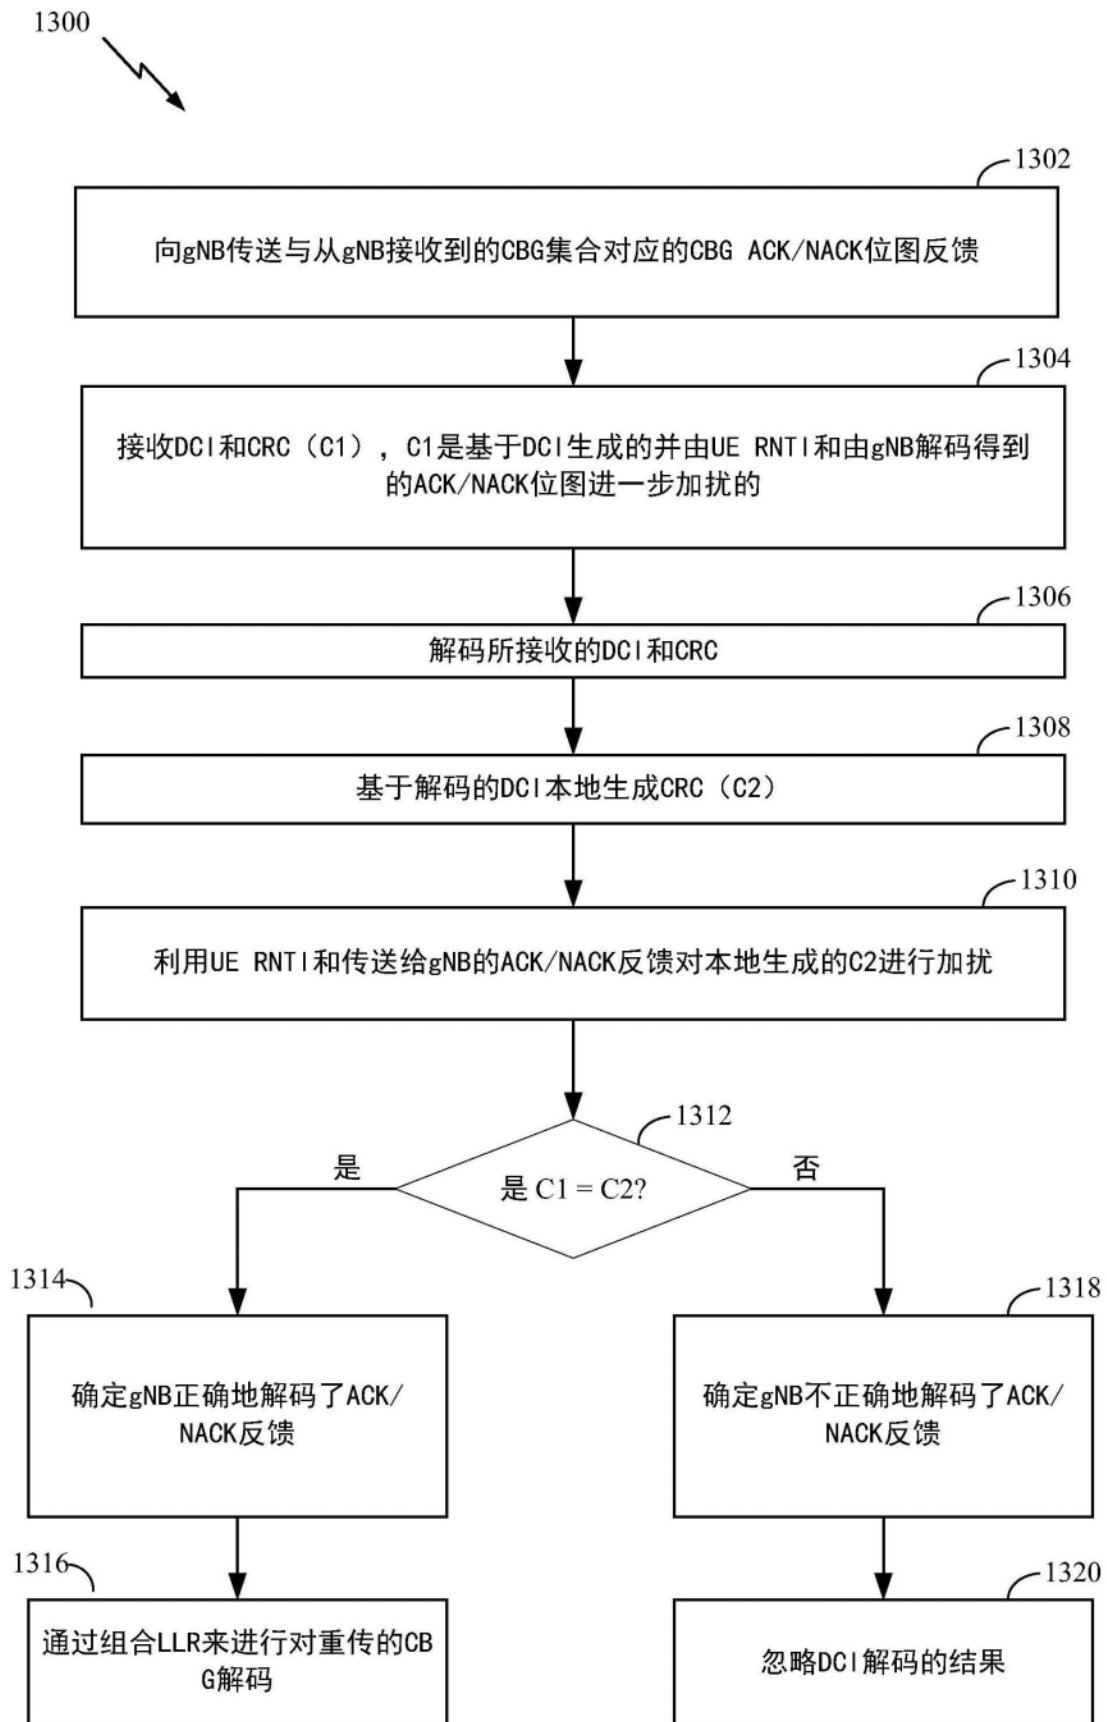 1300
1302
向gNB传送与从gNB接收到的CBG集合对应的CBG ACK/NACK位图反馈
1304
接收DCI和CRC（C1），C1是基于DCI生成的并由UE RNTI和由gNB解码得到
的ACK/NACK位图进一步加扰的
1306
解码所接收的DCI和CRC
1308
基于解码的DCI本地生成CRC（C2）
1310
利用UE RNTI和传送给gNB的ACK/NACK反馈对本地生成的C2进行加扰
1312
是 C1 = C2?
是
否
1314
确定gNB正确地解码了ACK/
NACK反馈
1318
确定gNB不正确地解码了ACK/
NACK反馈
1316
通过组合LLR来进行对重传的CB
G解码
1320
忽略DCI解码的结果